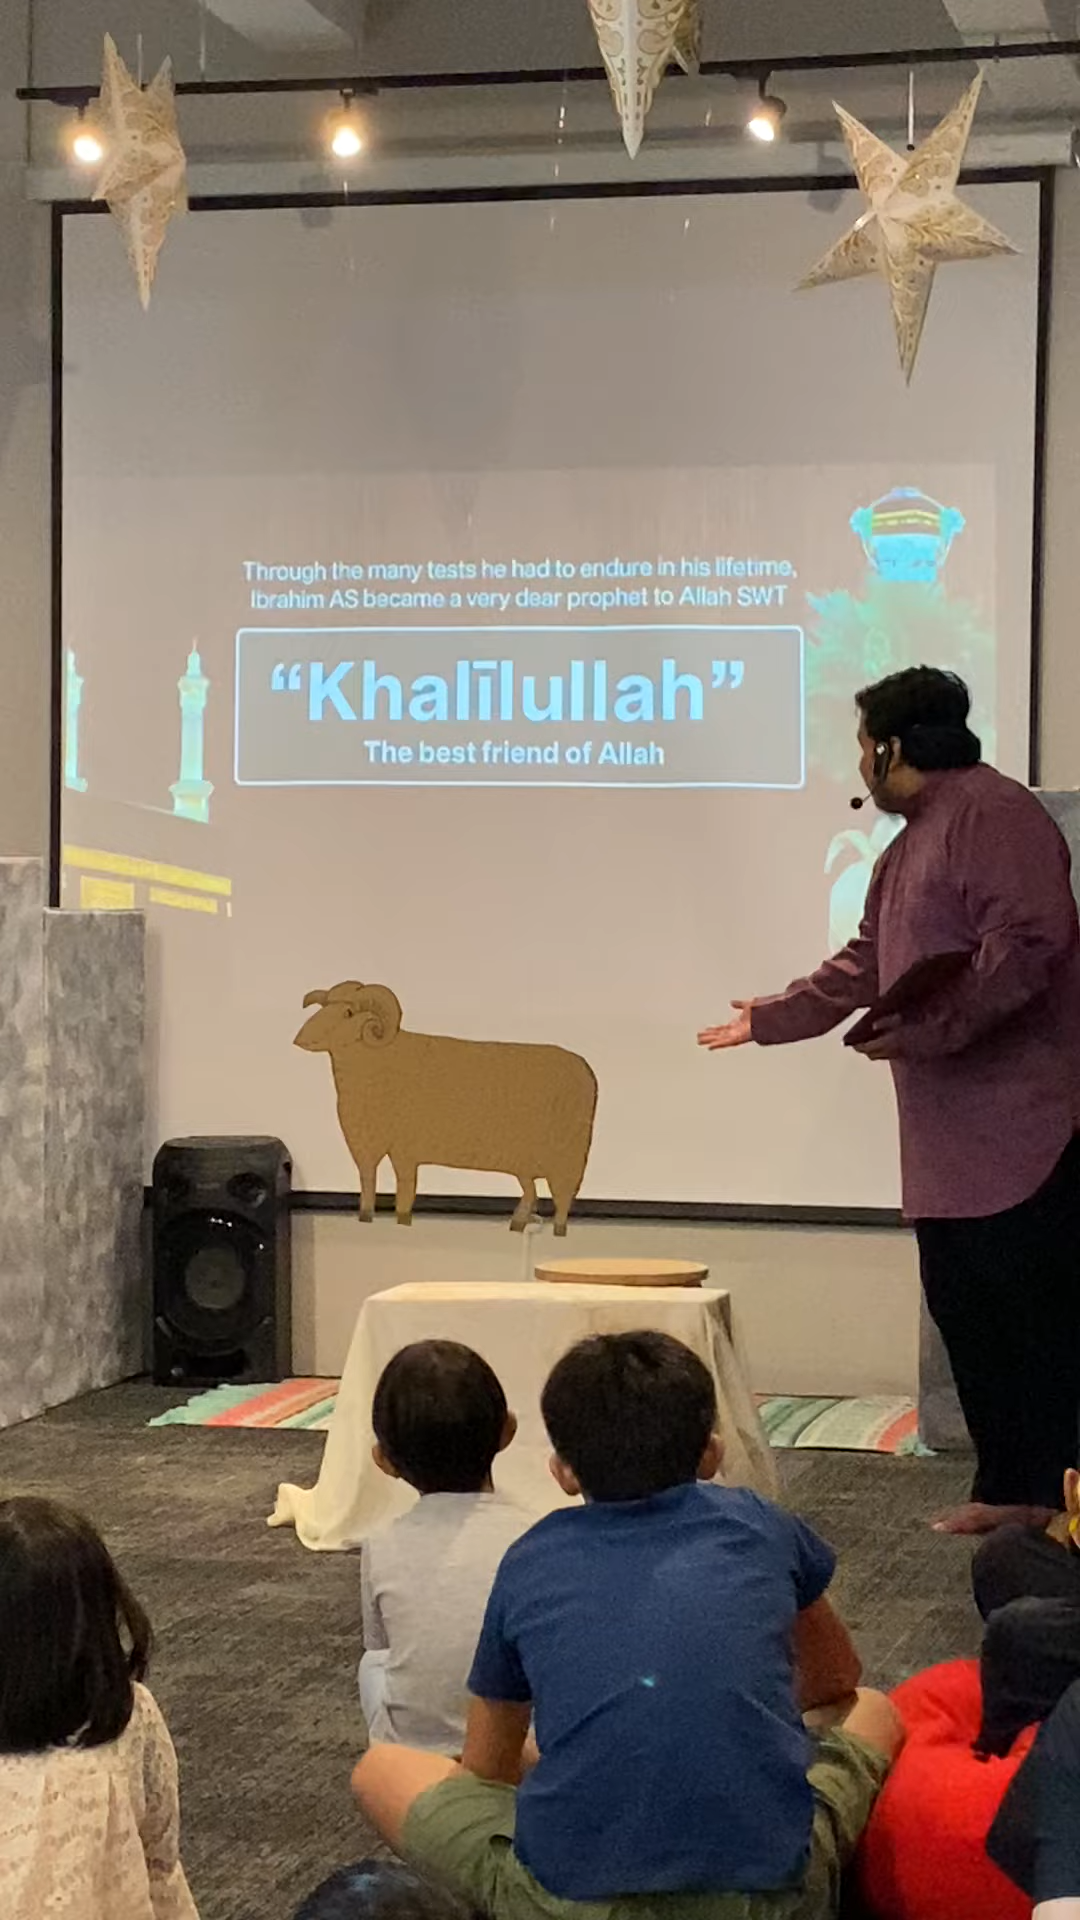 Through the many tests he had to endure in his lifetime,
Ibrahim AS became a very dear prophet to Allah SWT
“Khalīlullah”
The best friend of Allah